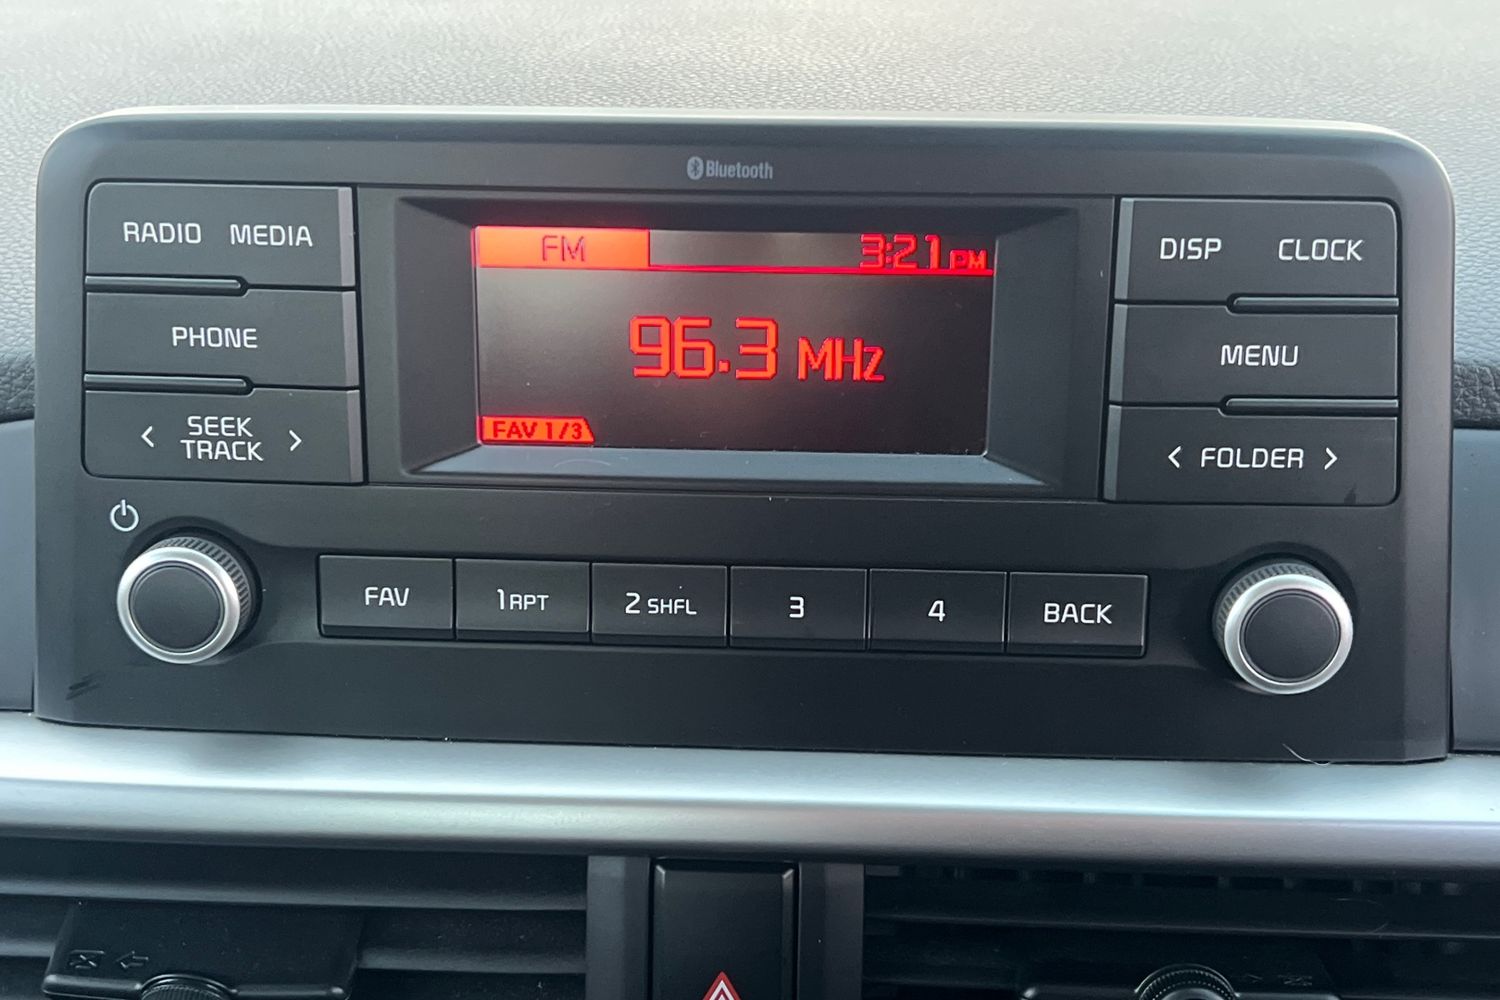 Bluetooth
RADIO MEDIA
PHONE
< SEEK TRACK >
FM 3:21 PM
96.3 MHz
FAV 1/3
DISP CLOCK
MENU
< FOLDER >
FAV 1 RPT 2 SHFL 3 4 BACK